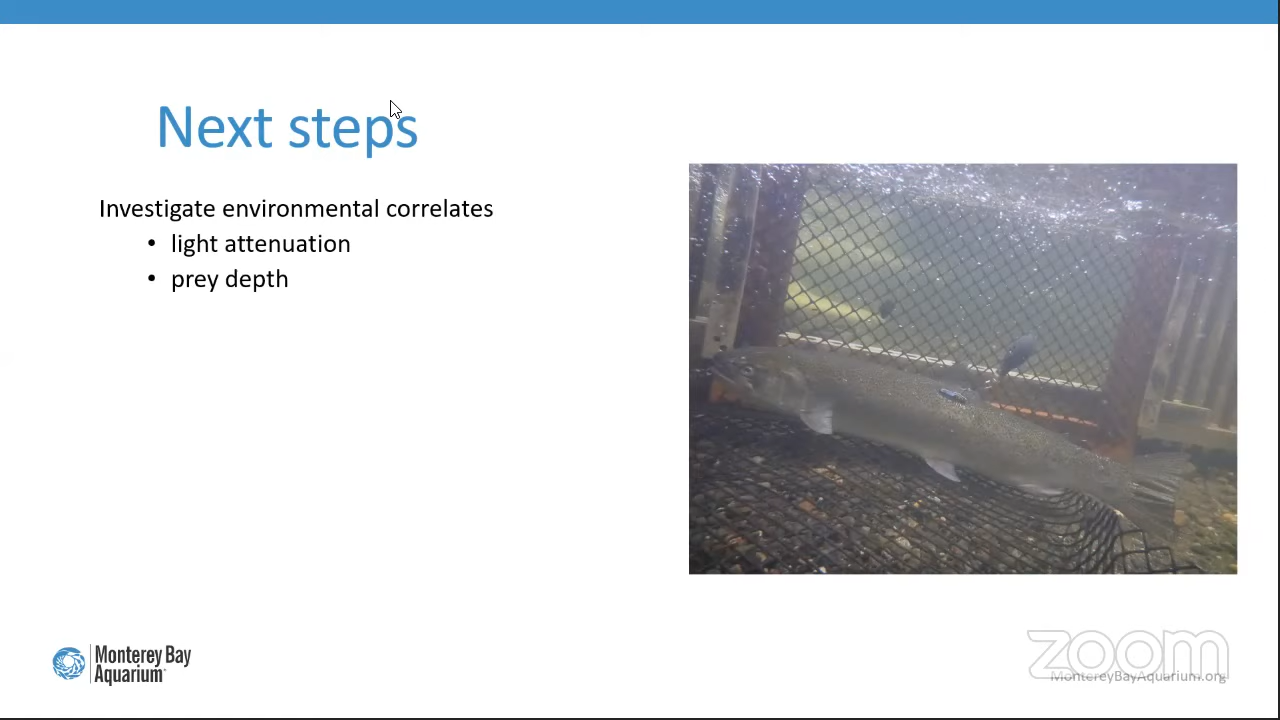 Next steps
Investigate environmental correlates
• light attenuation
• prey depth
Monterey Bay
Aquarium
zoom
MontereyBayAquarium.org